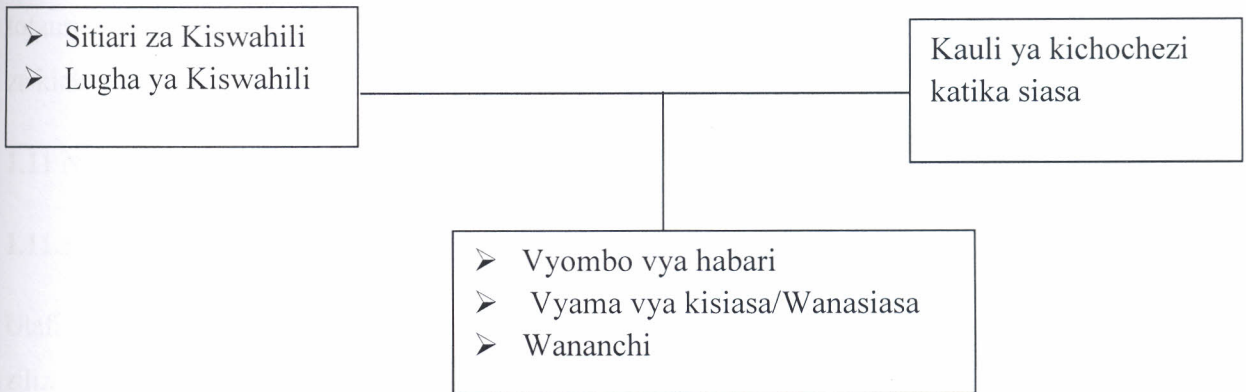 ➢ Sitiari za Kiswahili
➢ Lugha ya Kiswahili
Kauli ya kichochezi
katika siasa
➢ Vyombo vya habari
➢ Vyama vya kisiasa/Wanasiasa
➢ Wananchi